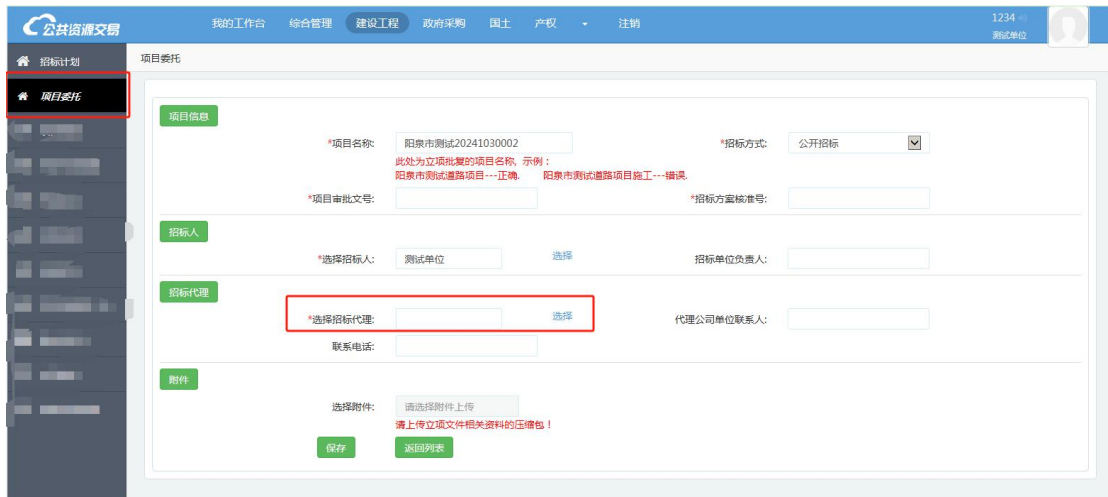 公共资源交易
我的工作台 综合管理 建设工程 政府采购 国土 产权 注销
1234
测试单位
招标计划
项目委托
项目委托
项目信息
*项目名称: 阳泉市测试20241030002 *招标方式: 公开招标
此处为立项批复的项目名称, 示例：
阳泉市测试道路项目---正确. 阳泉市测试道路项目施工---错误.
*项目审批文号: *招标方案核准号:
招标人
*选择招标人: 测试单位 选择 招标单位负责人:
招标代理
*选择招标代理: 选择 代理公司单位联系人:
联系电话:
附件
选择附件: 请选择附件上传
请上传立项文件相关资料的压缩包！
保存 返回列表